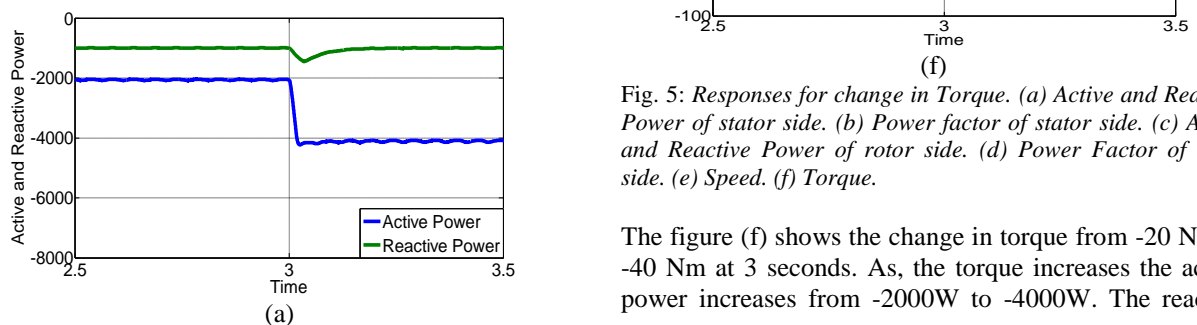 Active and Reactive Power
0
-2000
-4000
-6000
-8000
2.5
3
3.5
Time
Active Power
Reactive Power
(a)
-100
2.5
3
3.5
Time
(f)
Fig. 5: Responses for change in Torque. (a) Active and
Power of stator side. (b) Power factor of stator side. (c)
and Reactive Power of rotor side. (d) Power Factor of
side. (e) Speed. (f) Torque.
The figure (f) shows the change in torque from -20
-40 Nm at 3 seconds. As, the torque increases the
power increases from -2000W to -4000W. The